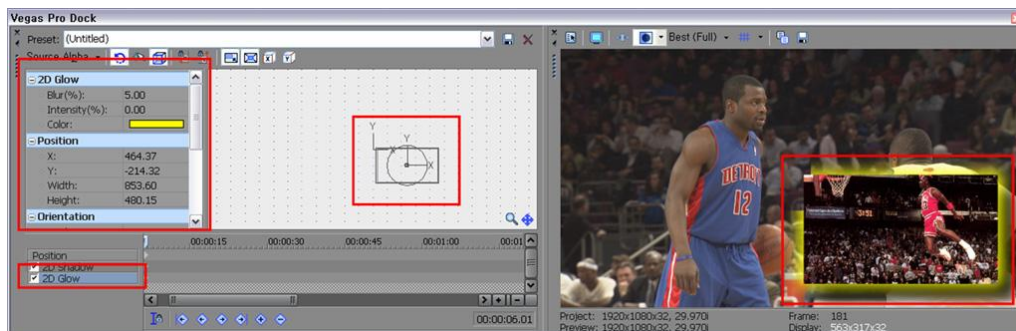 Vegas Pro Dock
Preset: (Untitled)
Source Alpha
Best (Full)
2D Glow
Blur(%): 5.00
Intensity(%): 0.00
Color:
Position
X: 464.37
Y: -214.32
Width: 853.60
Height: 480.15
Orientation
Y
Y
X
X
DETROIT
12
00:00:15 00:00:30 00:00:45 00:01:00 00:01
Position
2D Shadow
2D Glow
00:00:06.01
Project: 1920x1080x32, 29.970i Frame: 181
Preview: 1920x1080x32, 29.970i Display: 563x317x32